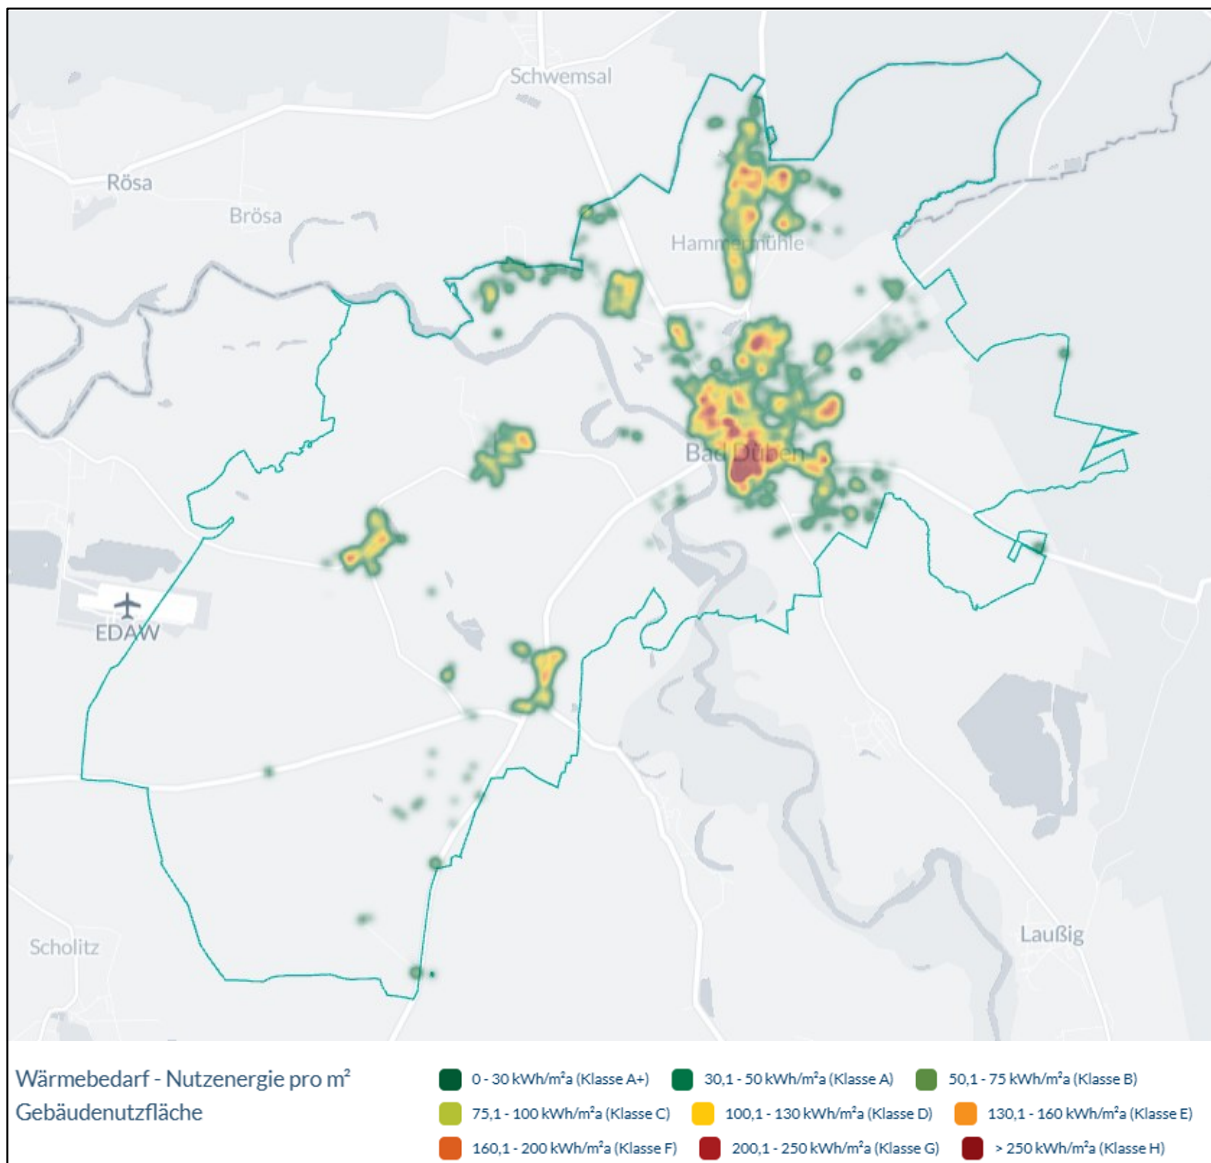 Schwemsal
Rösa
Brösa
Hammermühle
Bad Düben
EDAW
Laußig
Scholitz
Wärmebedarf - Nutzenergie pro m²
Gebäudenutzfläche
0 - 30 kWh/m²a (Klasse A+) 30,1 - 50 kWh/m²a (Klasse A) 50,1 - 75 kWh/m²a (Klasse B)
75,1 - 100 kWh/m²a (Klasse C) 100,1 - 130 kWh/m²a (Klasse D) 130,1 - 160 kWh/m²a (Klasse E)
160,1 - 200 kWh/m²a (Klasse F) 200,1 - 250 kWh/m²a (Klasse G) > 250 kWh/m²a (Klasse H)